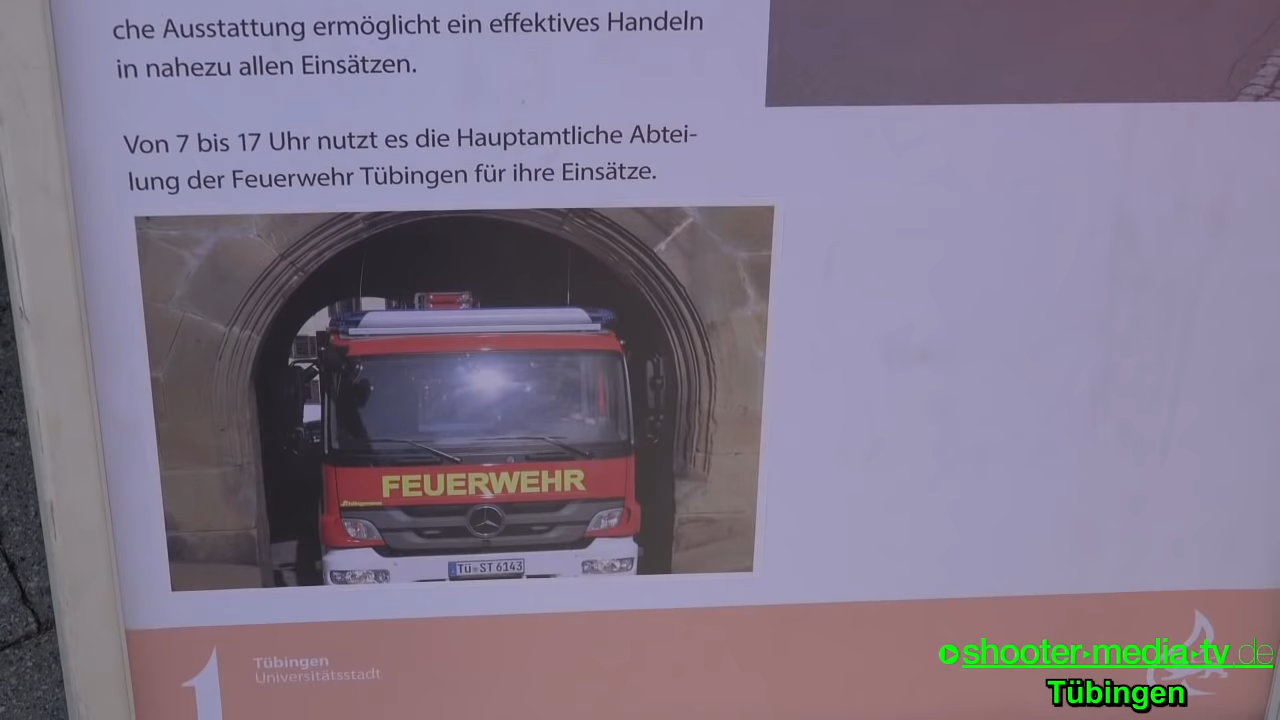 che Ausstattung ermöglicht ein effektives Handeln
in nahezu allen Einsätzen.
Von 7 bis 17 Uhr nutzt es die Hauptamtliche Abtei-
lung der Feuerwehr Tübingen für ihre Einsätze.
FEUERWEHR
TÜ ST 6143
Tübingen
Universitätsstadt
shooter-media-tv.de
Tübingen